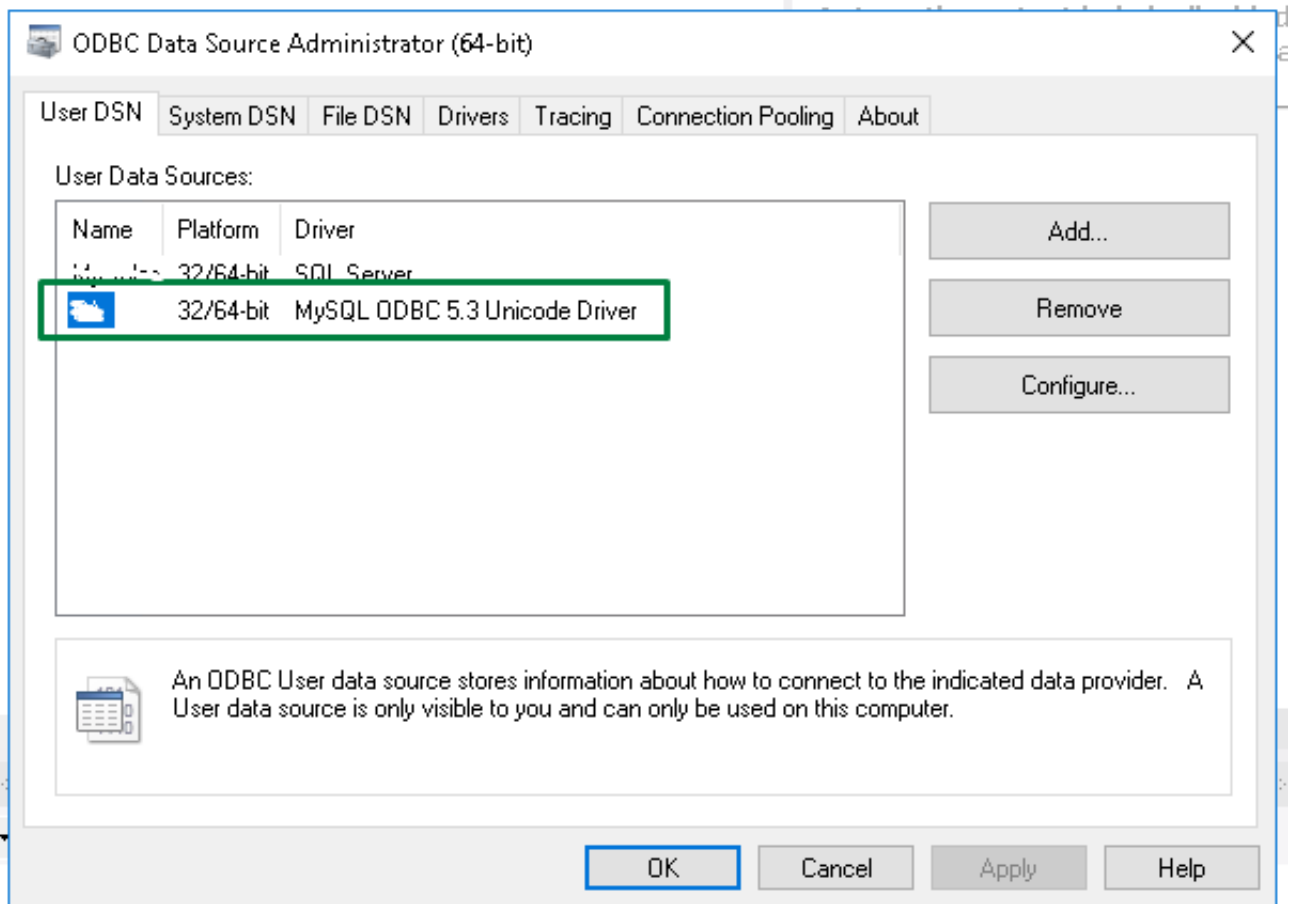 ODBC Data Source Administrator (64-bit)
User DSN System DSN File DSN Drivers Tracing Connection Pooling About
User Data Sources:
Name Platform Driver
32/64-bit SQL Server
32/64-bit MySQL ODBC 5.3 Unicode Driver
Add...
Remove
Configure...
An ODBC User data source stores information about how to connect to the indicated data provider. A
User data source is only visible to you and can only be used on this computer.
OK Cancel Apply Help